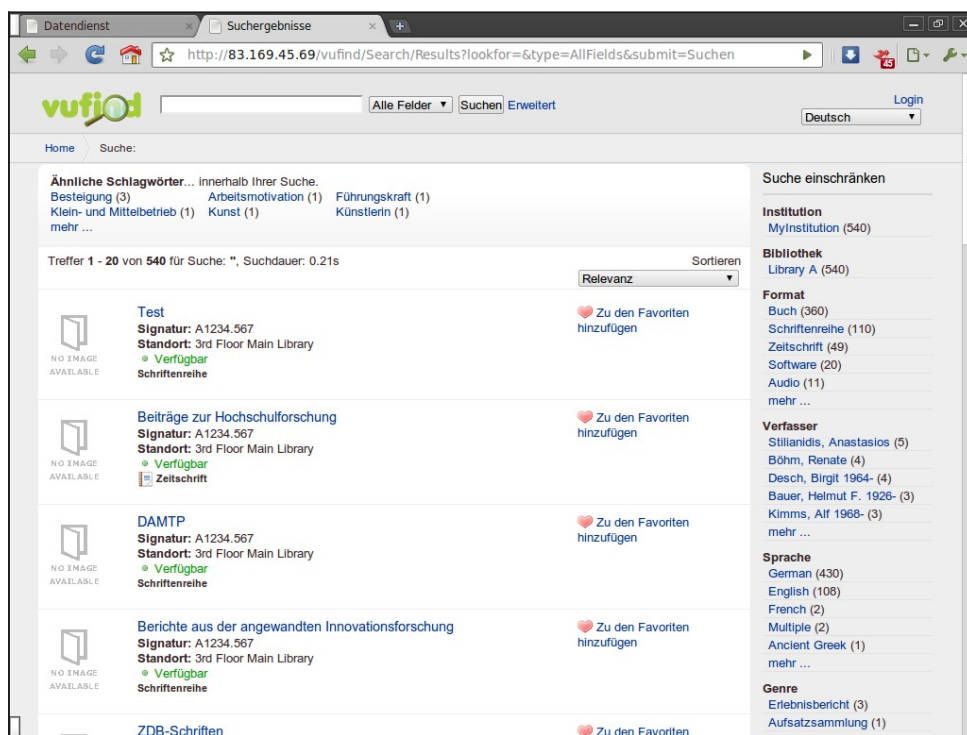 Datendienst
Suchergebnisse
http://83.169.45.69/vufind/Search/Results?lookfor=&type=AllFields&submit=Suchen
45
vufind
Alle Felder
Suchen
Erweitert
Login
Deutsch
Home
Suche:
Ähnliche Schlagwörter... innerhalb Ihrer Suche.
Besteigung (3) Arbeitsmotivation (1) Führungskraft (1)
Klein- und Mittelbetrieb (1) Kunst (1) Künstlerin (1)
mehr ...
Treffer 1 - 20 von 540 für Suche: '', Suchdauer: 0.21s
Sortieren
Relevanz
NO IMAGE
AVAILABLE
Test
Signatur: A1234.567
Standort: 3rd Floor Main Library
Verfügbar
Schriftenreihe
Zu den Favoriten
hinzufügen
NO IMAGE
AVAILABLE
Beiträge zur Hochschulforschung
Signatur: A1234.567
Standort: 3rd Floor Main Library
Verfügbar
Zeitschrift
Zu den Favoriten
hinzufügen
NO IMAGE
AVAILABLE
DAMTP
Signatur: A1234.567
Standort: 3rd Floor Main Library
Verfügbar
Schriftenreihe
Zu den Favoriten
hinzufügen
NO IMAGE
AVAILABLE
Berichte aus der angewandten Innovationsforschung
Signatur: A1234.567
Standort: 3rd Floor Main Library
Verfügbar
Schriftenreihe
Zu den Favoriten
hinzufügen
ZDB-Schriften
Zu den Favoriten
Suche einschränken
Institution
MyInstitution (540)
Bibliothek
Library A (540)
Format
Buch (360)
Schriftenreihe (110)
Zeitschrift (49)
Software (20)
Audio (11)
mehr ...
Verfasser
Stilianidis, Anastasios (5)
Böhm, Renate (4)
Desch, Birgit 1964- (4)
Bauer, Helmut F. 1926- (3)
Kimms, Alf 1968- (3)
mehr ...
Sprache
German (430)
English (108)
French (2)
Multiple (2)
Ancient Greek (1)
mehr ...
Genre
Erlebnisbericht (3)
Aufsatzsammlung (1)